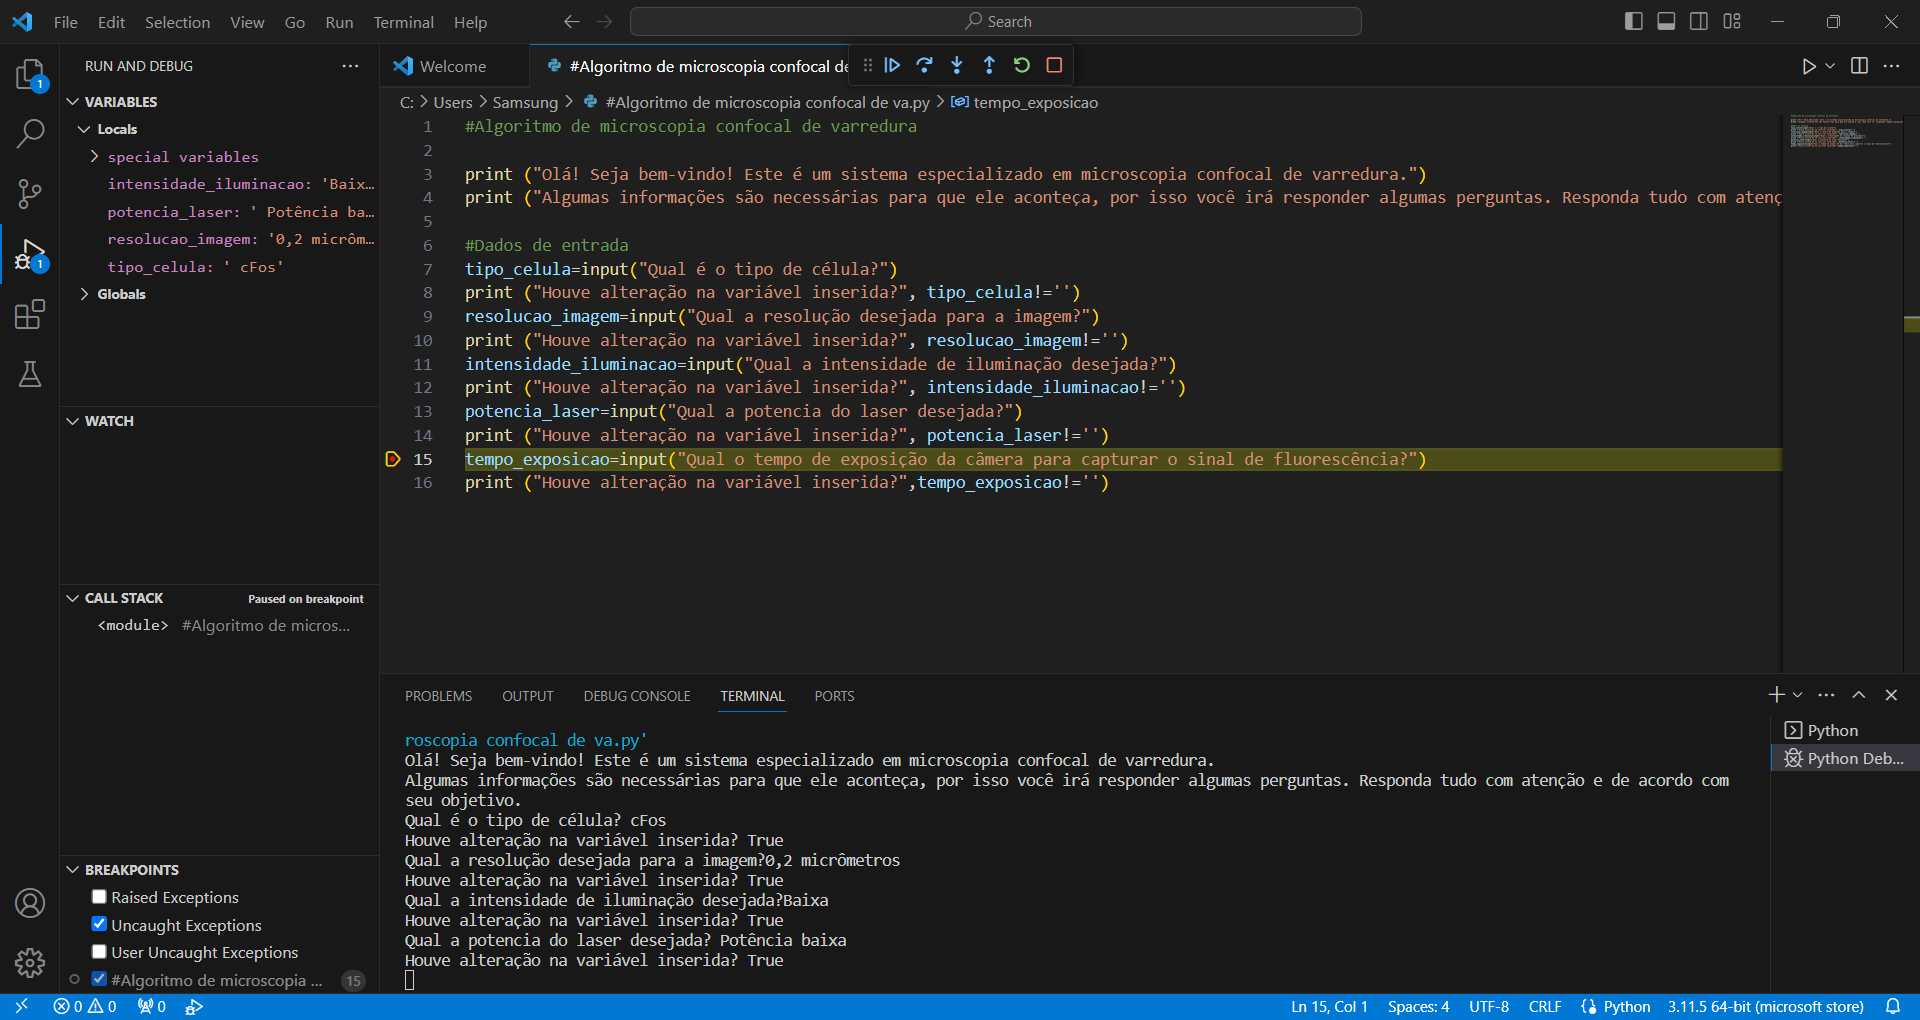 File Edit Selection View Go Run Terminal Help Search
RUN AND DEBUG
VARIABLES
Locals
special variables
intensidade_iluminacao: 'Baix...
potencia_laser: ' Potência ba...
resolucao_imagem: '0,2 micrôm...
tipo_celula: ' cFos'
Globals
WATCH
CALL STACK Paused on breakpoint
<module> #Algoritmo de micros...
BREAKPOINTS
Raised Exceptions
Uncaught Exceptions
User Uncaught Exceptions
#Algoritmo de microscopia ... 15
1
1
Welcome #Algoritmo de microscopia confocal de
C: > Users > Samsung > #Algoritmo de microscopia confocal de va.py > tempo_exposicao
1 #Algoritmo de microscopia confocal de varredura
2
3 print ("Olá! Seja bem-vindo! Este é um sistema especializado em microscopia confocal de varredura.")
4 print ("Algumas informações são necessárias para que ele aconteça, por isso você irá responder algumas perguntas. Responda tudo com atenç
5
6 #Dados de entrada
7 tipo_celula=input("Qual é o tipo de célula?")
8 print ("Houve alteração na variável inserida?", tipo_celula!='')
9 resolucao_imagem=input("Qual a resolução desejada para a imagem?")
10 print ("Houve alteração na variável inserida?", resolucao_imagem!='')
11 intensidade_iluminacao=input("Qual a intensidade de iluminação desejada?")
12 print ("Houve alteração na variável inserida?", intensidade_iluminacao!='')
13 potencia_laser=input("Qual a potencia do laser desejada?")
14 print ("Houve alteração na variável inserida?", potencia_laser!='')
15 tempo_exposicao=input("Qual o tempo de exposição da câmera para capturar o sinal de fluorescência?")
16 print ("Houve alteração na variável inserida?",tempo_exposicao!='')
PROBLEMS OUTPUT DEBUG CONSOLE TERMINAL PORTS
roscopia confocal de va.py'
Olá! Seja bem-vindo! Este é um sistema especializado em microscopia confocal de varredura.
Algumas informações são necessárias para que ele aconteça, por isso você irá responder algumas perguntas. Responda tudo com atenção e de acordo com
seu objetivo.
Qual é o tipo de célula? cFos
Houve alteração na variável inserida? True
Qual a resolução desejada para a imagem?0,2 micrômetros
Houve alteração na variável inserida? True
Qual a intensidade de iluminação desejada?Baixa
Houve alteração na variável inserida? True
Qual a potencia do laser desejada? Potência baixa
Houve alteração na variável inserida? True
Python
Python Deb...
0 0 0 Ln 15, Col 1 Spaces: 4 UTF-8 CRLF Python 3.11.5 64-bit (microsoft store)